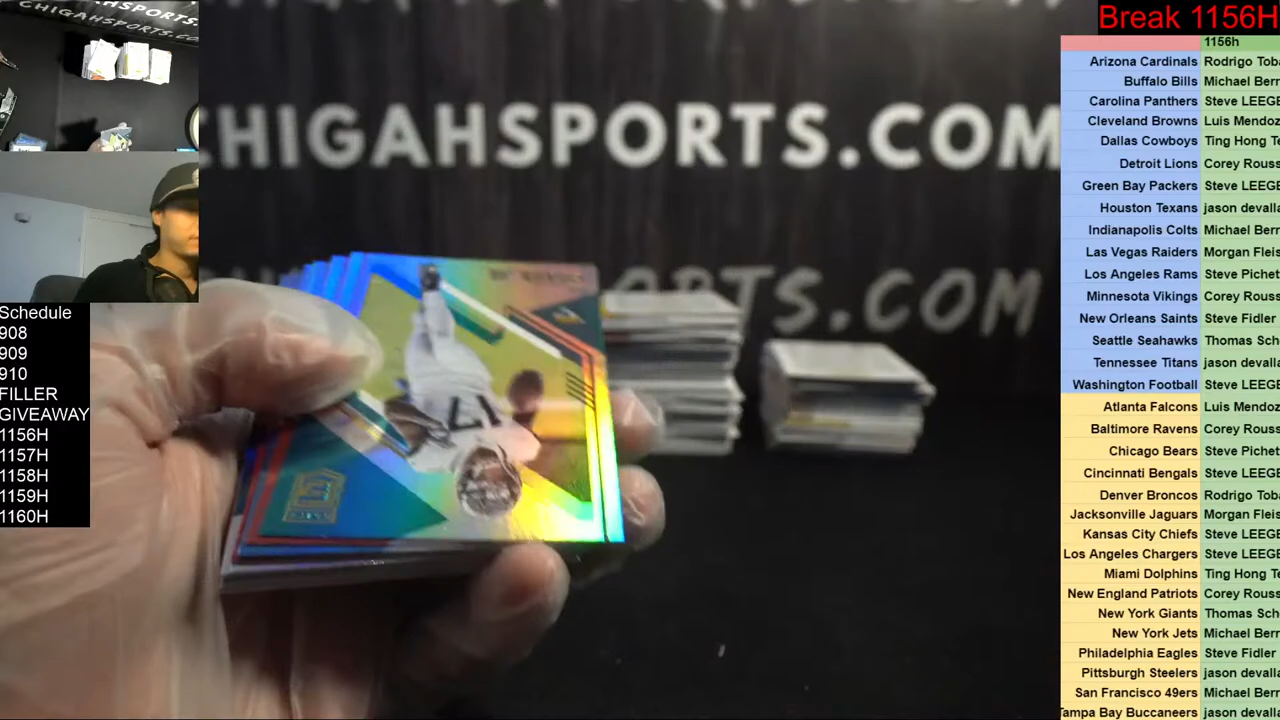 CHIGAHSPORTS.
CHIGAHSPORTS.CO
CHIGAHSPORTS.COM
SPORTS.COM
17
Break 1156H
1156h
Arizona Cardinals Rodrigo Toba
Buffalo Bills Michael Berr
Carolina Panthers Steve LEEGE
Cleveland Browns Luis Mendoz
Dallas Cowboys Ting Hong Te
Detroit Lions Corey Rouss
Green Bay Packers Steve LEEGE
Houston Texans jason devalla
Indianapolis Colts Michael Berr
Las Vegas Raiders Morgan Fleis
Los Angeles Rams Steve Pichet
Minnesota Vikings Corey Rouss
New Orleans Saints Steve Fidler
Seattle Seahawks Thomas Sch
Tennessee Titans jason devalla
Washington Football Steve LEEGE
Atlanta Falcons Luis Mendoz
Baltimore Ravens Corey Rouss
Chicago Bears Steve Pichet
Cincinnati Bengals Steve LEEGE
Denver Broncos Rodrigo Toba
Jacksonville Jaguars Morgan Fleis
Kansas City Chiefs Steve LEEGE
Los Angeles Chargers Steve LEEGE
Miami Dolphins Ting Hong Te
New England Patriots Corey Rouss
New York Giants Thomas Sch
New York Jets Michael Berr
Philadelphia Eagles Steve Fidler
Pittsburgh Steelers jason devalla
San Francisco 49ers Michael Berr
Tampa Bay Buccaneers jason devalla
Schedule
908
909
910
FILLER
GIVEAWAY
1156H
1157H
1158H
1159H
1160H